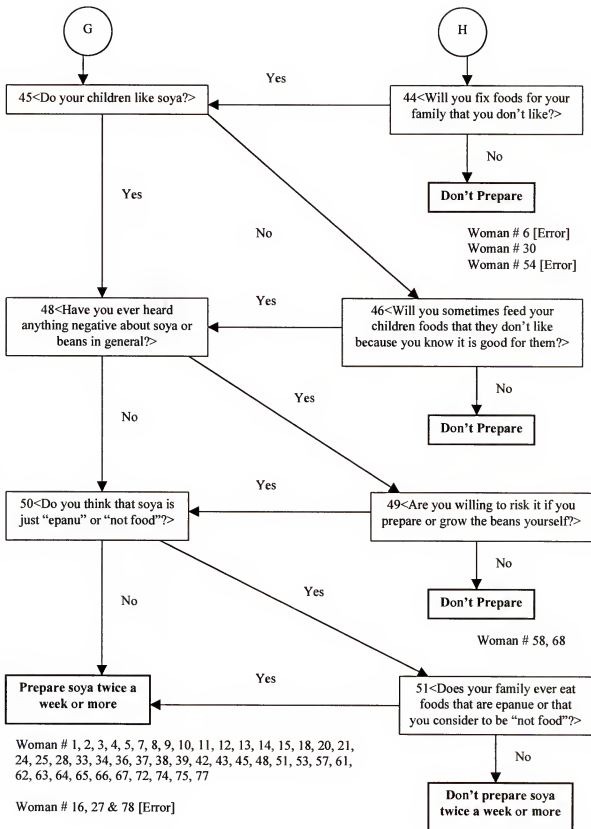 G
H
Yes
45<Do your children like soya?>
44<Will you fix foods for your
family that you don't like?>
No
Don't Prepare
Yes
No
Woman # 6 [Error]
Woman # 30
Woman # 54 [Error]
48<Have you ever heard
anything negative about soya or
beans in general?>
Yes
46<Will you sometimes feed your
children foods that they don't like
because you know it is good for them?>
No
Yes
Don't Prepare
No
50<Do you think that soya is
just "epanu" or "not food"?>
Yes
49<Are you willing to risk it if you
prepare or grow the beans yourself?>
No
Yes
Don't Prepare
No
Woman # 58, 68
Prepare soya twice a
week or more
Yes
51<Does your family ever eat
foods that are epanue or that
you consider to be "not food"?>
Woman # 1, 2, 3, 4, 5, 7, 8, 9, 10, 11, 12, 13, 14, 15, 18, 20, 21,
24, 25, 28, 33, 34, 36, 37, 38, 39, 42, 43, 45, 48, 51, 53, 57, 61,
62, 63, 64, 65, 66, 67, 72, 74, 75, 77
No
Woman # 16, 27 & 78 [Error]
Don't prepare soya
twice a week or more